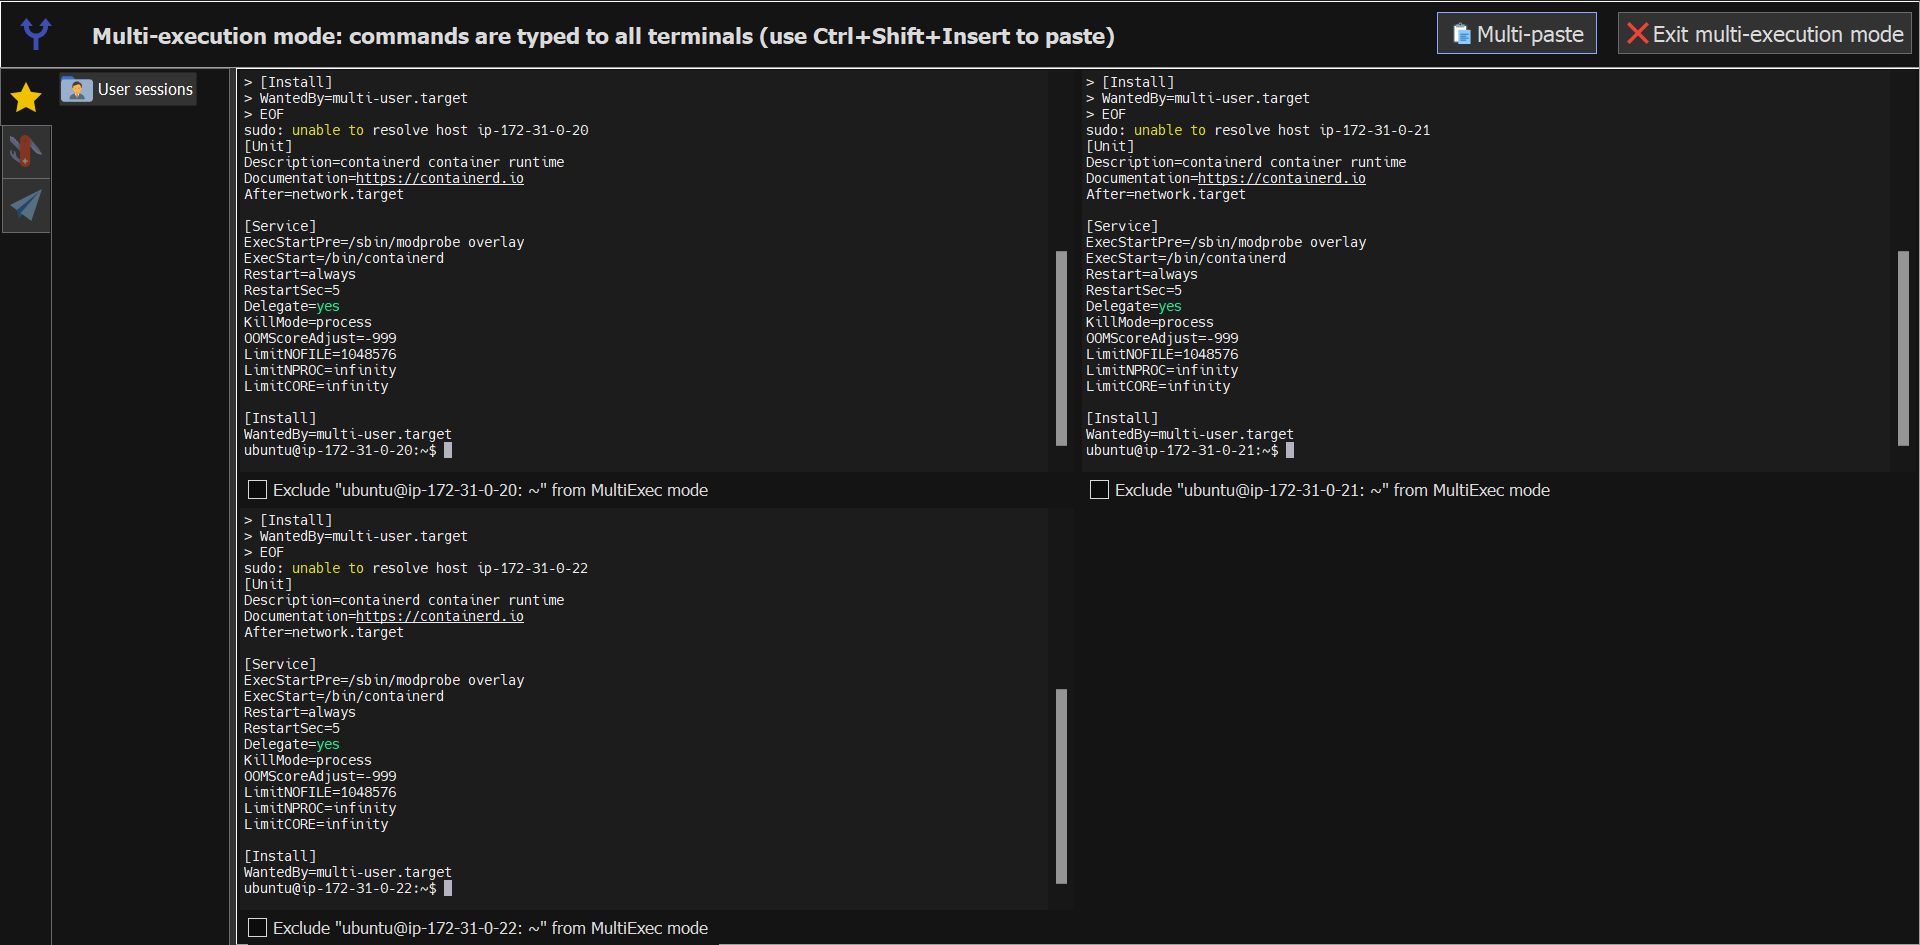 Multi-execution mode: commands are typed to all terminals (use Ctrl+Shift+Insert to paste)
Multi-paste
Exit multi-execution mode
User sessions
> [Install]
> WantedBy=multi-user.target
> EOF
sudo: unable to resolve host ip-172-31-0-20
[Unit]
Description=containerd container runtime
Documentation=https://containerd.io
After=network.target
[Service]
ExecStartPre=/sbin/modprobe overlay
ExecStart=/bin/containerd
Restart=always
RestartSec=5
Delegate=yes
KillMode=process
OOMScoreAdjust=-999
LimitNOFILE=1048576
LimitNPROC=infinity
LimitCORE=infinity
[Install]
WantedBy=multi-user.target
ubuntu@ip-172-31-0-20:~$
Exclude "ubuntu@ip-172-31-0-20: ~" from MultiExec mode
> [Install]
> WantedBy=multi-user.target
> EOF
sudo: unable to resolve host ip-172-31-0-21
[Unit]
Description=containerd container runtime
Documentation=https://containerd.io
After=network.target
[Service]
ExecStartPre=/sbin/modprobe overlay
ExecStart=/bin/containerd
Restart=always
RestartSec=5
Delegate=yes
KillMode=process
OOMScoreAdjust=-999
LimitNOFILE=1048576
LimitNPROC=infinity
LimitCORE=infinity
[Install]
WantedBy=multi-user.target
ubuntu@ip-172-31-0-21:~$
Exclude "ubuntu@ip-172-31-0-21: ~" from MultiExec mode
> [Install]
> WantedBy=multi-user.target
> EOF
sudo: unable to resolve host ip-172-31-0-22
[Unit]
Description=containerd container runtime
Documentation=https://containerd.io
After=network.target
[Service]
ExecStartPre=/sbin/modprobe overlay
ExecStart=/bin/containerd
Restart=always
RestartSec=5
Delegate=yes
KillMode=process
OOMScoreAdjust=-999
LimitNOFILE=1048576
LimitNPROC=infinity
LimitCORE=infinity
[Install]
WantedBy=multi-user.target
ubuntu@ip-172-31-0-22:~$
Exclude "ubuntu@ip-172-31-0-22: ~" from MultiExec mode